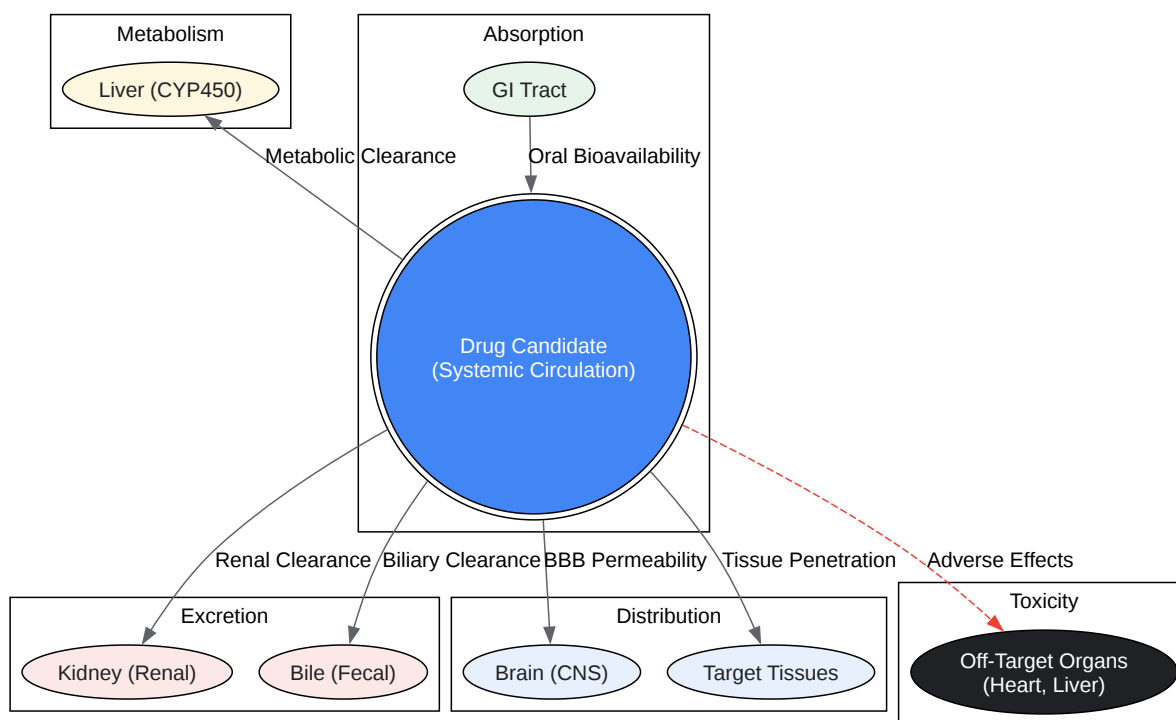 Metabolism
Absorption
Liver (CYP450)
GI Tract
Metabolic Clearance
Oral Bioavailability
Drug Candidate
(Systemic Circulation)
Renal Clearance
Biliary Clearance
BBB Permeability
Tissue Penetration
Adverse Effects
Excretion
Distribution
Toxicity
Kidney (Renal)
Bile (Fecal)
Brain (CNS)
Target Tissues
Off-Target Organs
(Heart, Liver)